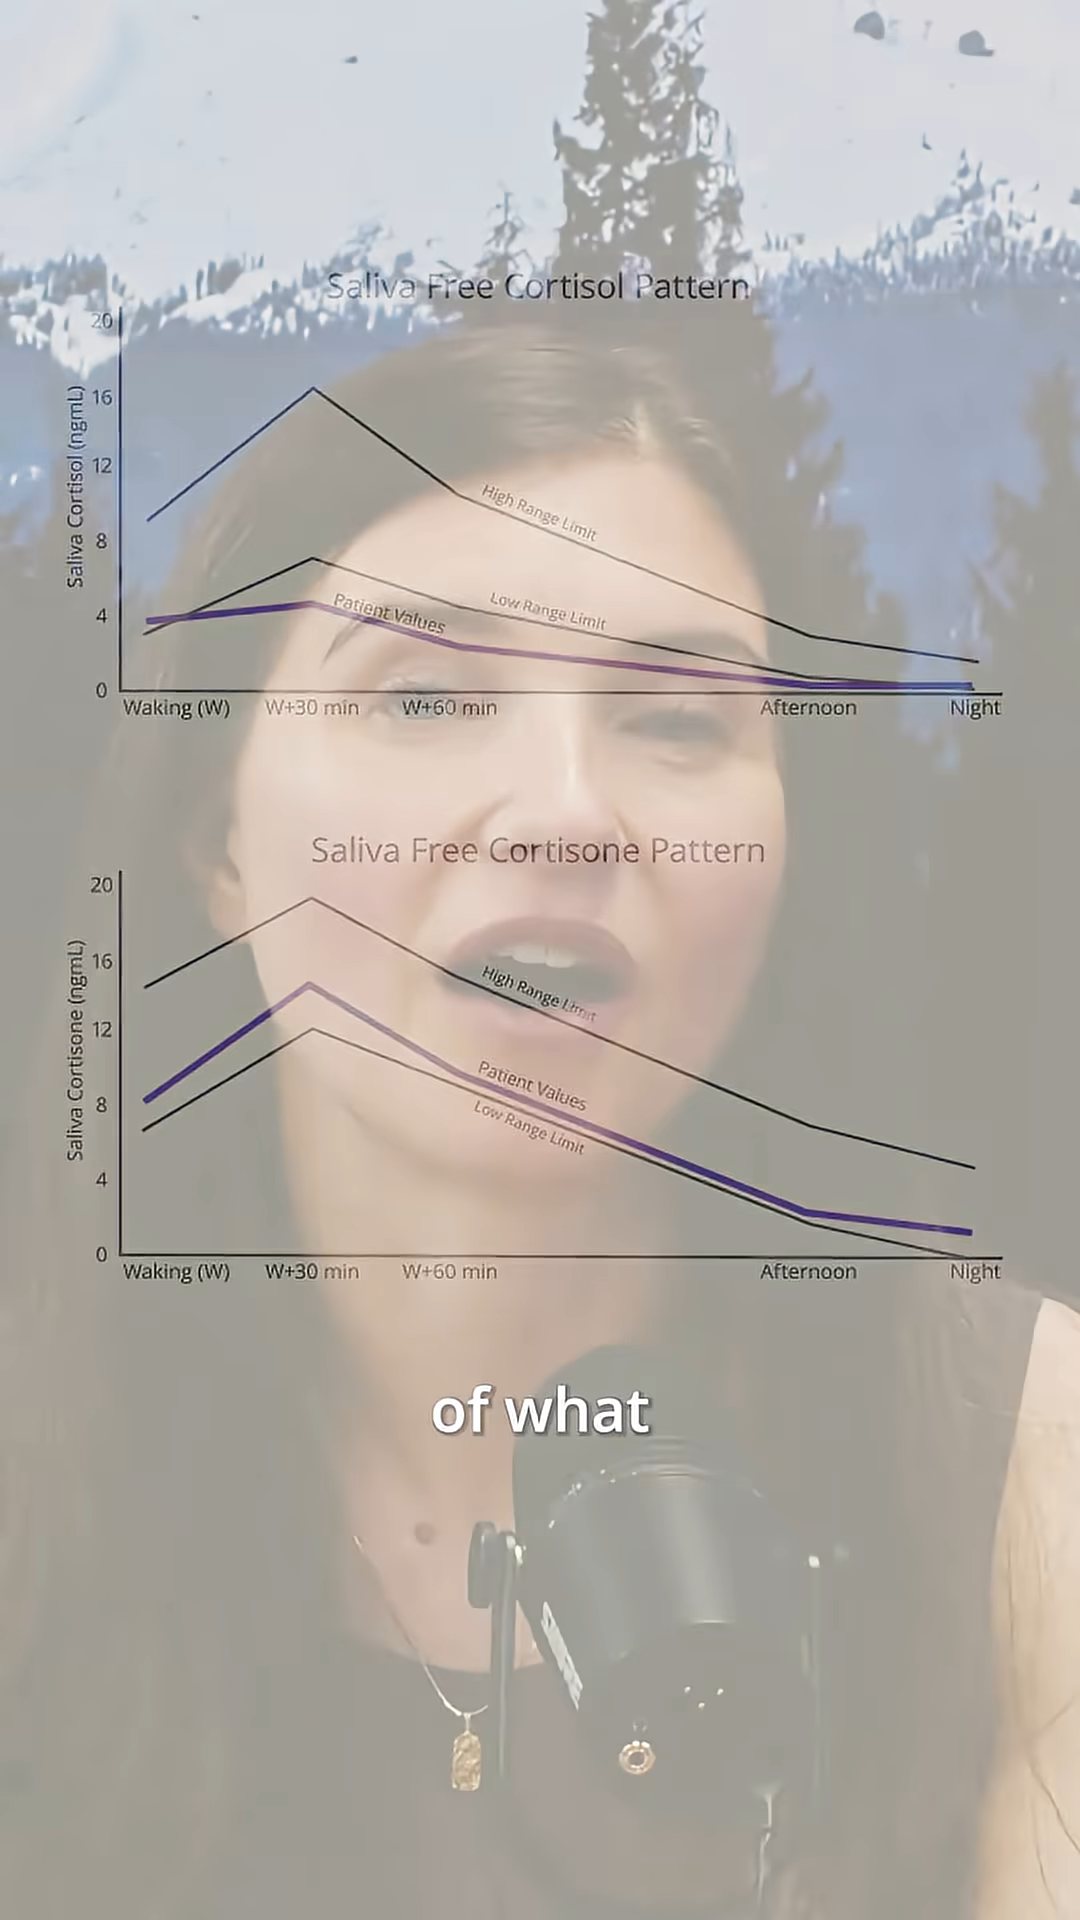 Saliva Free Cortisol Pattern
20
16
12
8
4
0
Saliva Cortisol (ngmL)
High Range Limit
Low Range Limit
Patient Values
Waking (W) W+30 min W+60 min Afternoon Night
Saliva Free Cortisone Pattern
20
16
12
8
4
0
Saliva Cortisone (ngmL)
High Range Limit
Patient Values
Low Range Limit
Waking (W) W+30 min W+60 min Afternoon Night
of what